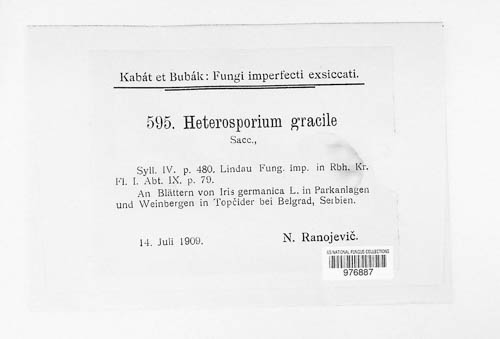 Kabát et Bubák: Fungi imperfecti exsiccati.
595. Heterosporium gracile
Sacc.,
Syll. IV. p. 480. Lindau Fung. imp. in Rbh. Kr.
Fl. I. Abt. IX. p. 79.
An Blättern von Iris germanica L. in Parkanlagen
und Weinbergen in Topčider bei Belgrad, Serbien.
14. Juli 1909.
N. Ranojevič.
US NATIONAL FUNGUS COLLECTIONS
976887